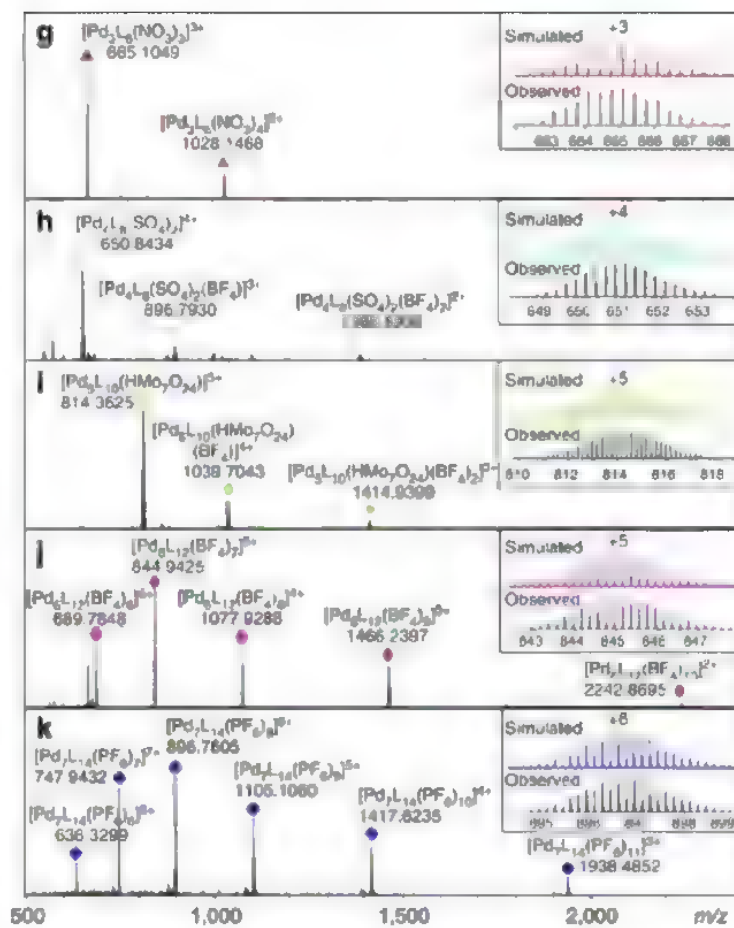 g
[Pd₃L₆(NO₃)₃]³⁺
665.1049
[Pd₃L₆(NO₃)₄]²⁺
1028.1468
Simulated +3
Observed
663 664 665 666 667 668
h
[Pd₄L₈(SO₄)₂]⁴⁺
650.8434
[Pd₄L₈(SO₄)₂(BF₄)]³⁺
896.7930
[Pd₄L₈(SO₄)₂(BF₄)₂]²⁺
Simulated +4
Observed
649 650 651 652 653
i
[Pd₅L₁₀(HMo₇O₂₄)]⁵⁺
814.3625
[Pd₅L₁₀(HMo₇O₂₄)
(BF₄)]⁴⁺
1038.7043
[Pd₅L₁₀(HMo₇O₂₄)(BF₄)₂]³⁺
1414.9398
Simulated +5
Observed
810 812 814 816 818
j
[Pd₆L₁₂(BF₄)₇]⁵⁺
844.9425
[Pd₆L₁₂(BF₄)₆]⁶⁺
689.7848
[Pd₆L₁₂(BF₄)₈]⁴⁺
1077.9288
[Pd₆L₁₂(BF₄)₉]³⁺
1466.2397
Simulated +5
Observed
843 844 845 846 847
2242.8695
k
[Pd₇L₁₄(PF₆)₈]⁶⁺
896.7605
[Pd₇L₁₄(PF₆)₇]⁷⁺
747.9432
[Pd₇L₁₄(PF₆)₉]⁵⁺
1105.1060
[Pd₇L₁₄(PF₆)₆]⁸⁺
636.3299
[Pd₇L₁₄(PF₆)₁₀]⁴⁺
1417.6235
Simulated +6
Observed
895 896 898 899
[Pd₇L₁₄(PF₆)₁₁]³⁺
1938.4852
500 1,000 1,500 2,000 m/z